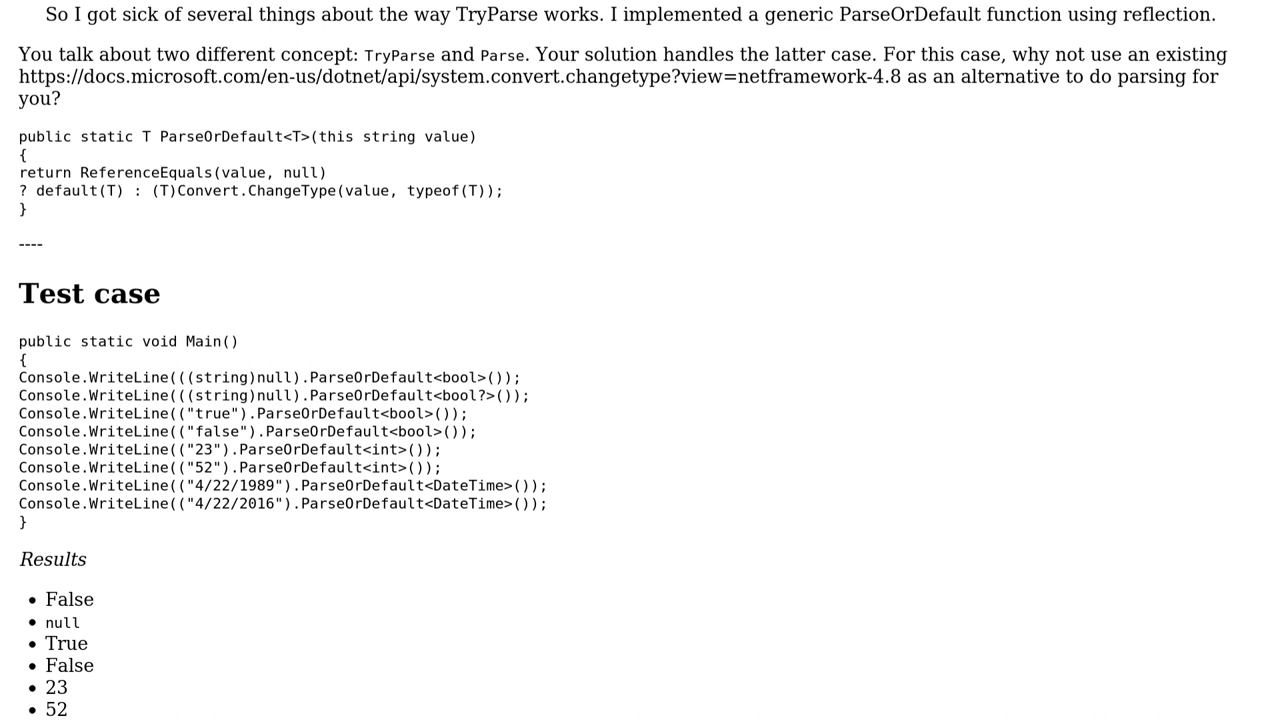 So I got sick of several things about the way TryParse works. I implemented a generic ParseOrDefault function using reflection.
You talk about two different concept: TryParse and Parse. Your solution handles the latter case. For this case, why not use an existing
https://docs.microsoft.com/en-us/dotnet/api/system.convert.changetype?view=netframework-4.8 as an alternative to do parsing for
you?
public static T ParseOrDefault<T>(this string value)
{
return ReferenceEquals(value, null)
? default(T) : (T)Convert.ChangeType(value, typeof(T));
}
----
Test case
public static void Main()
{
Console.WriteLine(((string)null).ParseOrDefault<bool>());
Console.WriteLine(((string)null).ParseOrDefault<bool?>());
Console.WriteLine(("true").ParseOrDefault<bool>());
Console.WriteLine(("false").ParseOrDefault<bool>());
Console.WriteLine(("23").ParseOrDefault<int>());
Console.WriteLine(("52").ParseOrDefault<int>());
Console.WriteLine(("4/22/1989").ParseOrDefault<DateTime>());
Console.WriteLine(("4/22/2016").ParseOrDefault<DateTime>());
}
Results
• False
• null
• True
• False
• 23
• 52